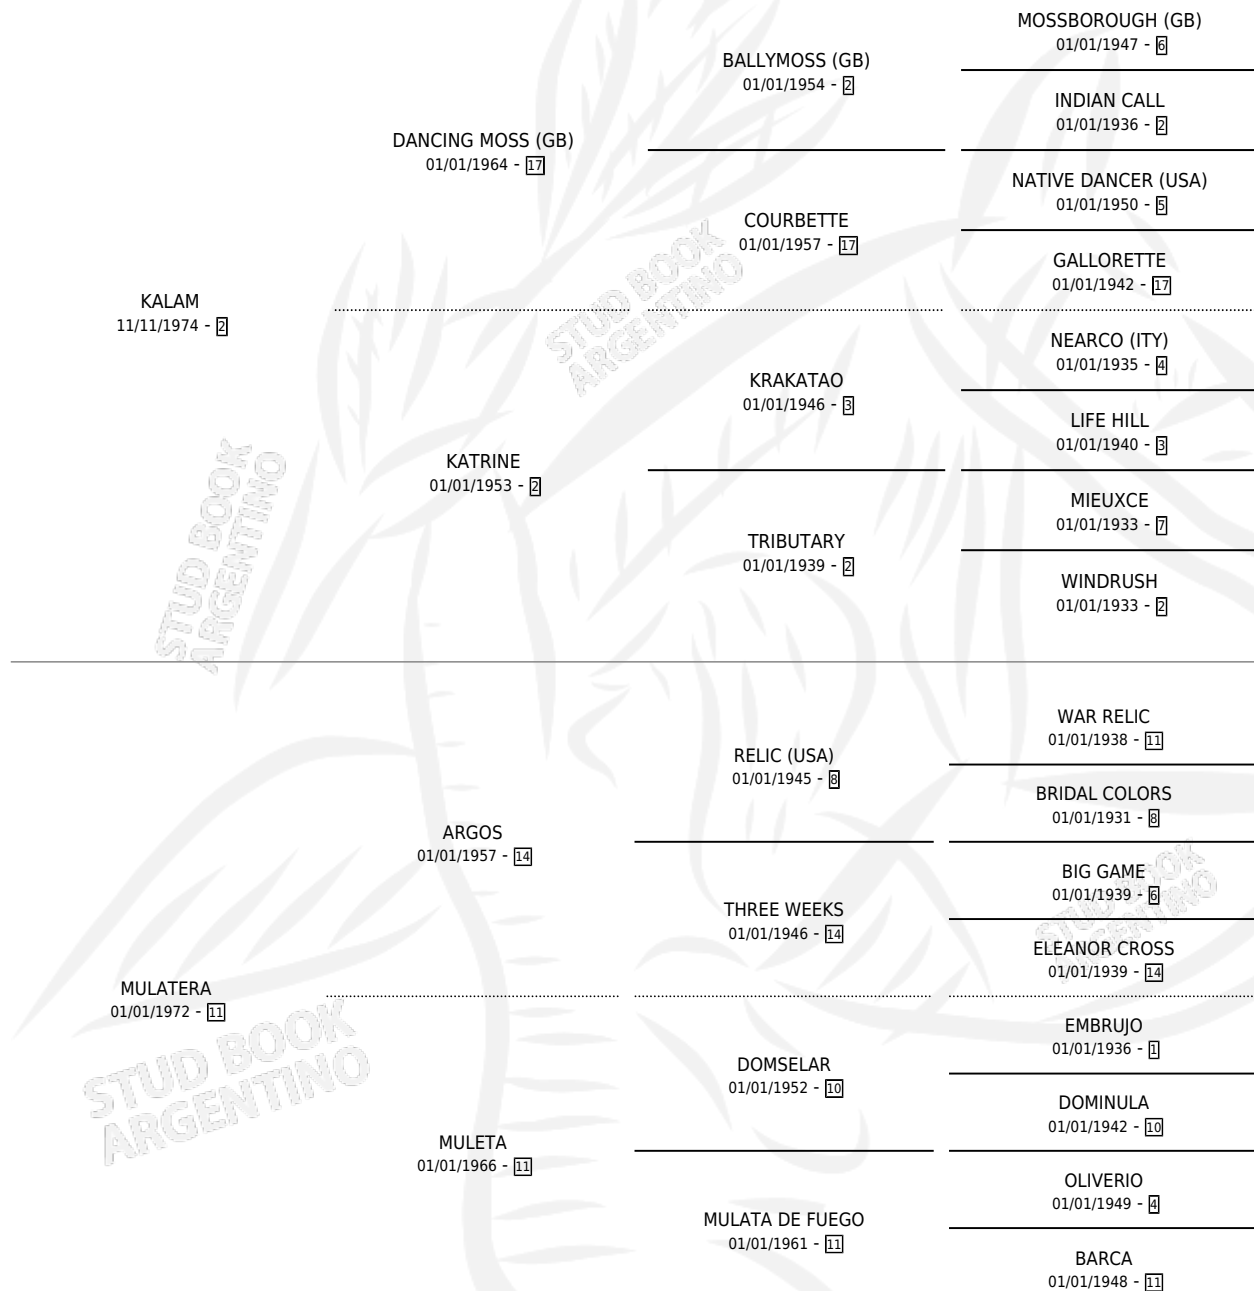 MOSSBOROUGH (GB)
01/01/1947 - 6
BALLYMOSS (GB)
01/01/1954 - 2
INDIAN CALL
01/01/1936 - 2
DANCING MOSS (GB)
01/01/1964 - 17
NATIVE DANCER (USA)
01/01/1950 - 5
COURBETTE
01/01/1957 - 17
GALLORETTE
01/01/1942 - 17
KALAM
11/11/1974 - 2
NEARCO (ITY)
01/01/1935 - 4
KRAKATAO
01/01/1946 - 3
LIFE HILL
01/01/1940 - 3
KATRINE
01/01/1953 - 2
MIEUXCE
01/01/1933 - 7
TRIBUTARY
01/01/1939 - 2
WINDRUSH
01/01/1933 - 2
WAR RELIC
01/01/1938 - 11
RELIC (USA)
01/01/1945 - 8
BRIDAL COLORS
01/01/1931 - 8
ARGOS
01/01/1957 - 14
BIG GAME
01/01/1939 - 6
THREE WEEKS
01/01/1946 - 14
ELEANOR CROSS
01/01/1939 - 14
MULATERA
01/01/1972 - 11
EMBRUJO
01/01/1936 - 1
DOMSELAR
01/01/1952 - 10
DOMINULA
01/01/1942 - 10
MULETA
01/01/1966 - 11
OLIVERIO
01/01/1949 - 4
MULATA DE FUEGO
01/01/1961 - 11
BARCA
01/01/1948 - 11
STUD BOOK
ARGENTINO
STUD BOOK
ARGENTINO
STUD BOOK
ARGENTINO
STUD BOOK
ARGENTINO